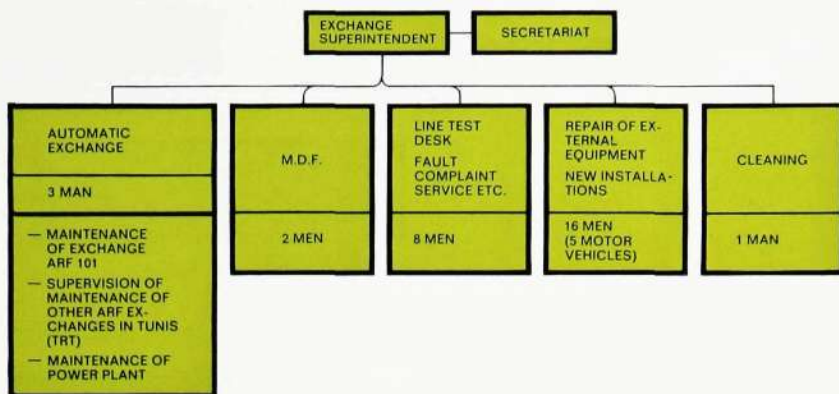 EXCHANGE
SUPERINTENDENT
SECRETARIAT
AUTOMATIC
EXCHANGE
3 MAN
— MAINTENANCE
OF EXCHANGE
ARF 101
— SUPERVISION OF
MAINTENANCE OF
OTHER ARF EX-
CHANGES IN TUNIS
(TRT)
— MAINTENANCE OF
POWER PLANT
M.D.F.
2 MEN
LINE TEST
DESK
FAULT
COMPLAINT
SERVICE ETC.
8 MEN
REPAIR OF EX-
TERNAL
EQUIPMENT
NEW INSTALLA-
TIONS
16 MEN
(5 MOTOR
VEHICLES)
CLEANING
1 MAN